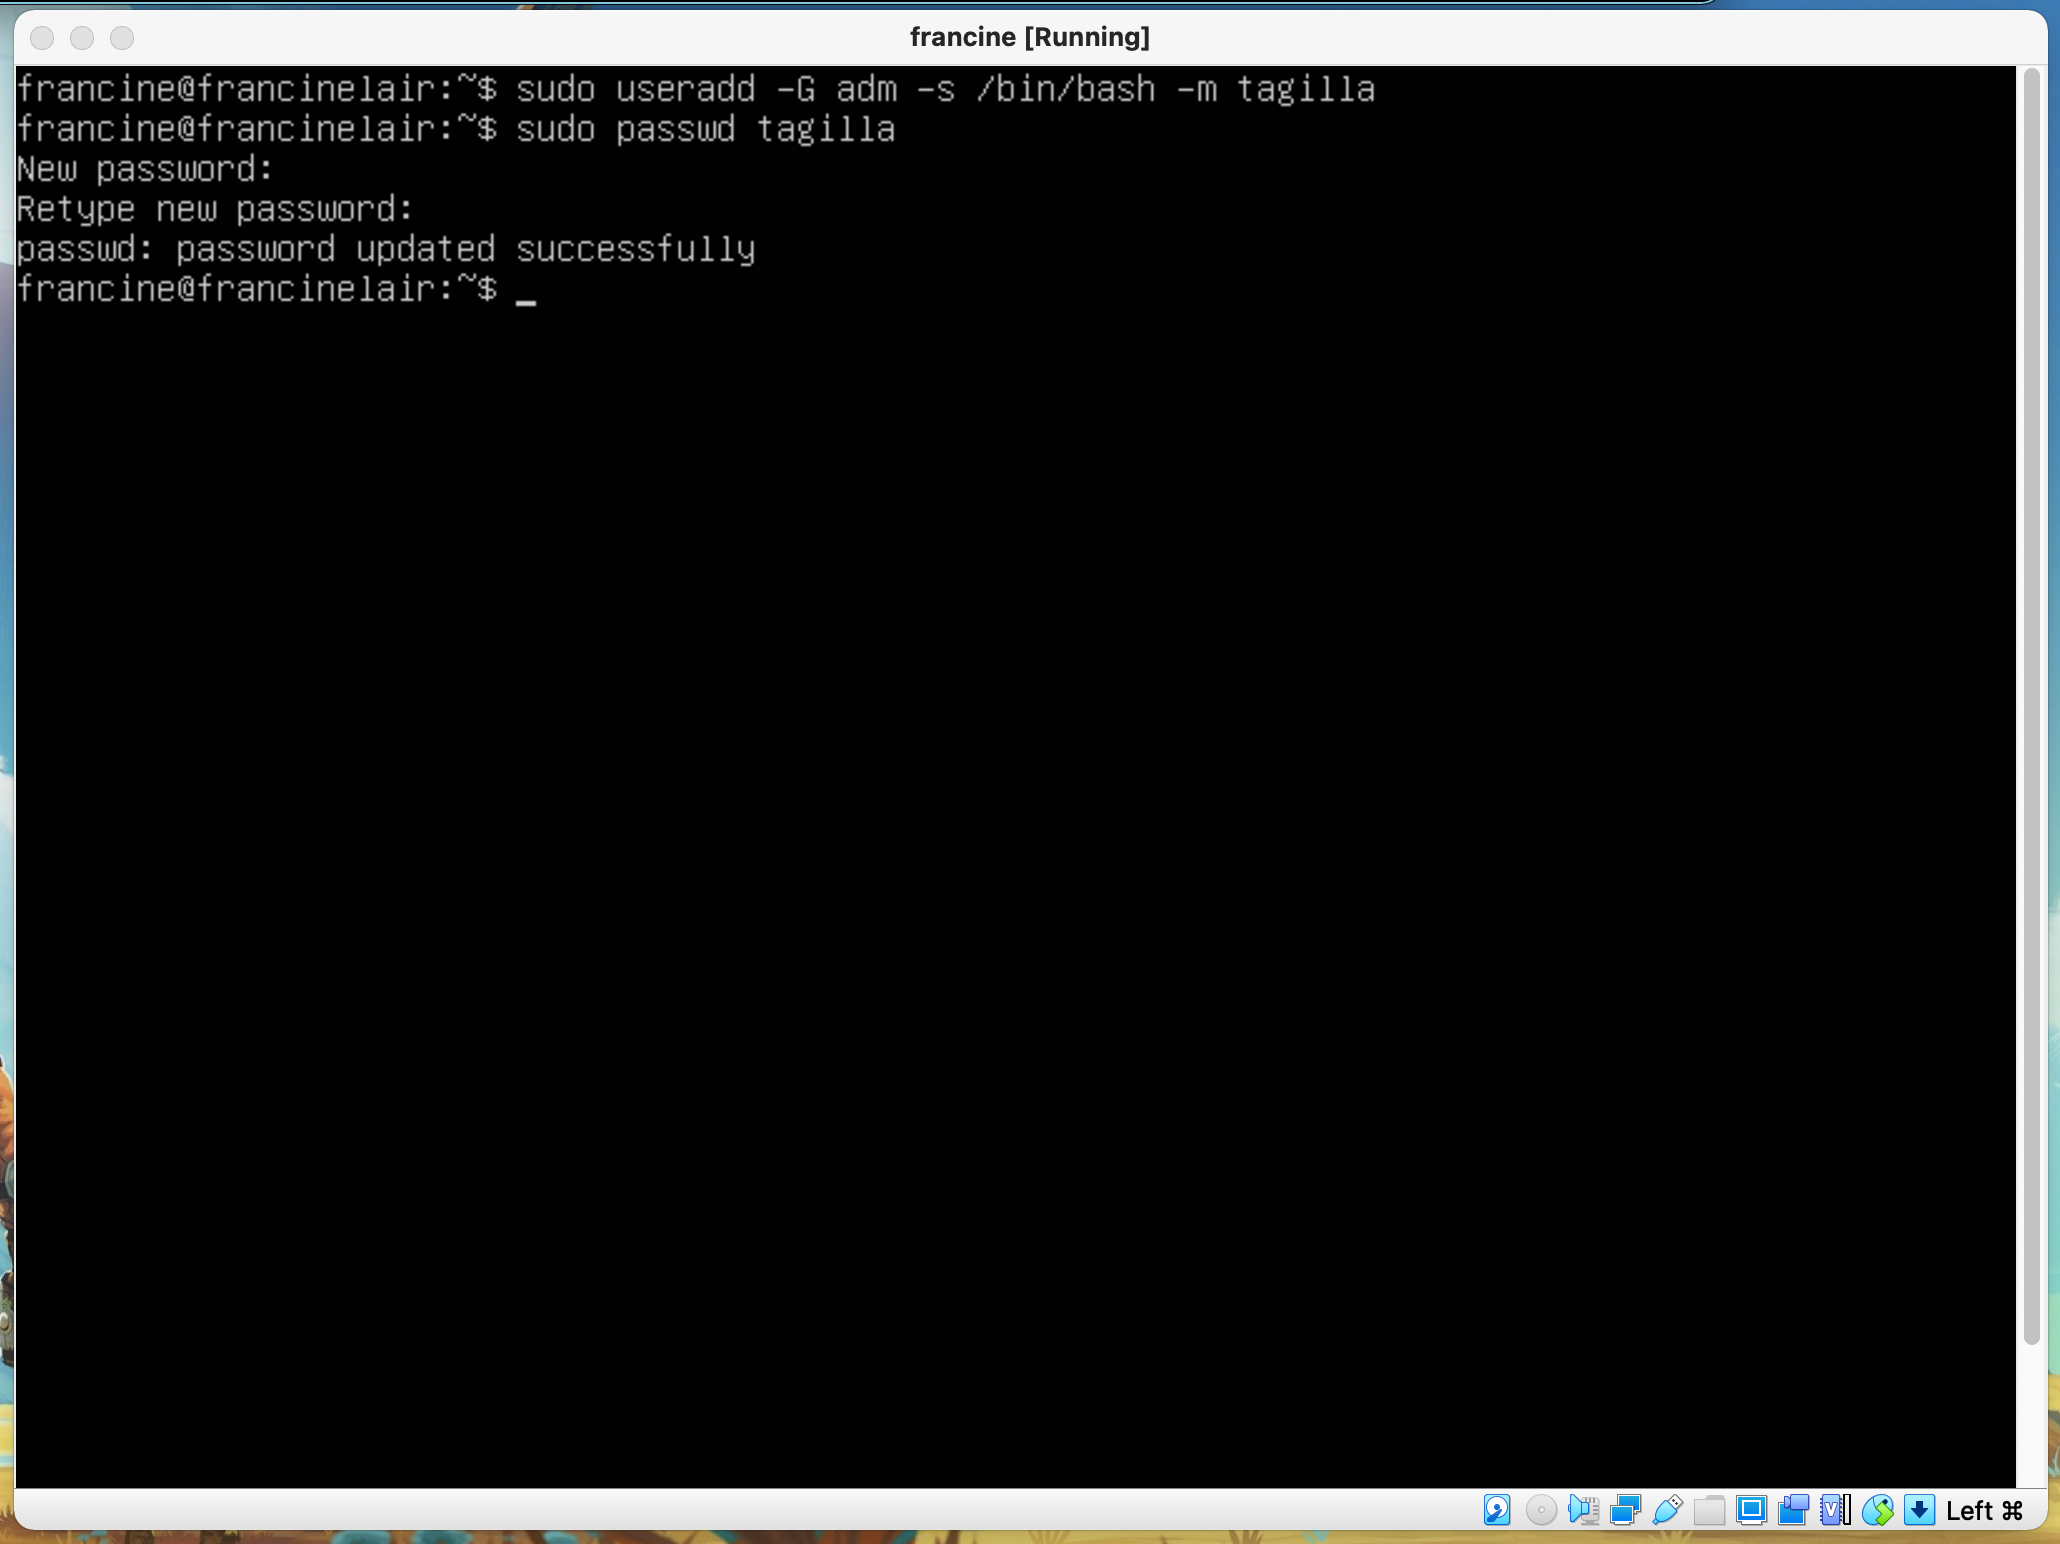 francine [Running]
francine@francinelair:~$ sudo useradd -G adm -s /bin/bash -m tagilla
francine@francinelair:~$ sudo passwd tagilla
New password:
Retype new password:
passwd: password updated successfully
francine@francinelair:~$ _
Left ⌘